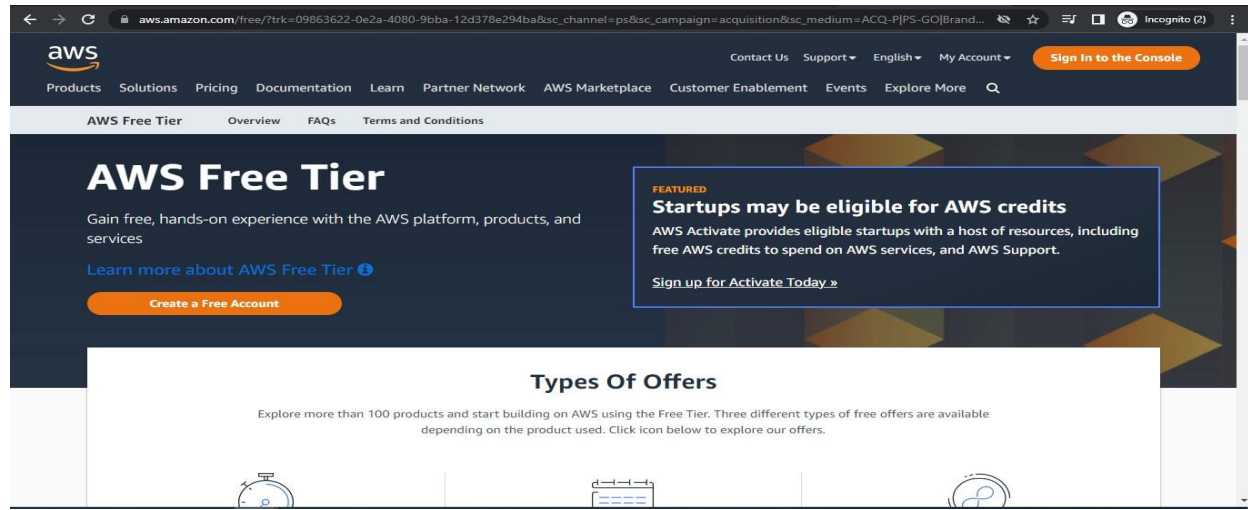 aws.amazon.com/free/?trk=09863622-0e2a-4080-9bba-12d378e294ba&sc_channel=ps&sc_campaign=acquisition&sc_medium=ACQ-P|PS-GO|Brand... Incognito (2)
aws
Contact Us Support English My Account Sign In to the Console
Products Solutions Pricing Documentation Learn Partner Network AWS Marketplace Customer Enablement Events Explore More
AWS Free Tier Overview FAQs Terms and Conditions
AWS Free Tier
Gain free, hands-on experience with the AWS platform, products, and
services
Learn more about AWS Free Tier
Create a Free Account
FEATURED
Startups may be eligible for AWS credits
AWS Activate provides eligible startups with a host of resources, including
free AWS credits to spend on AWS services, and AWS Support.
Sign up for Activate Today »
Types Of Offers
Explore more than 100 products and start building on AWS using the Free Tier. Three different types of free offers are available
depending on the product used. Click icon below to explore our offers.